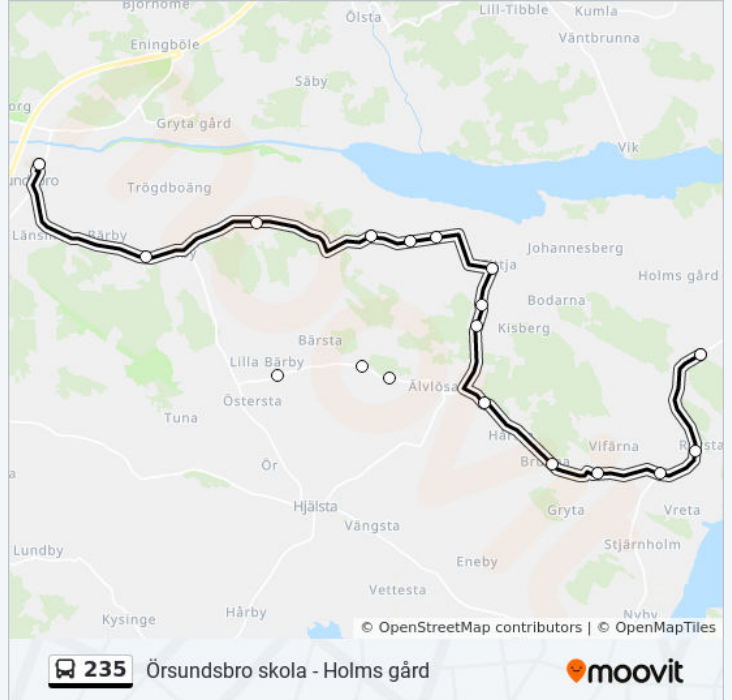 Björnome
Ölsta
Lill-Tibble
Kumla
Väntbrunna
Eningböle
Säby
Gryta gård
Vik
Trögdboäng
Bärby
Johannesberg
Holms gård
Bodarna
Kisberg
Bärsta
Lilla Bärby
Älvlösa
Östersta
Tuna
Vifärna
Ör
Gryta
Vreta
Hjälsta
Vängsta
Stjärnholm
Lundby
Eneby
Vettesta
Hårby
Nyby
Kysinge
© OpenStreetMap contributors | © OpenMapTiles
235 Örsundsbro skola - Holms gård moovit